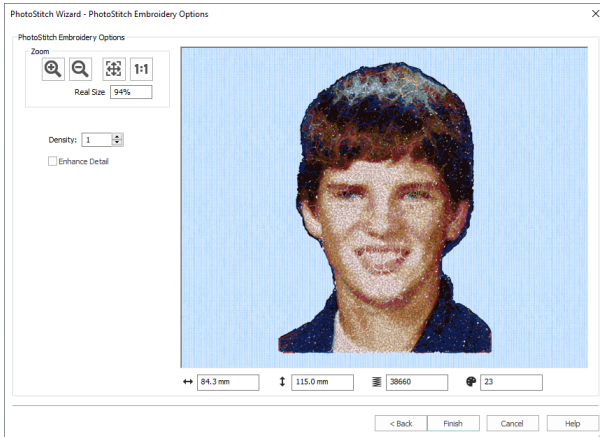 PhotoStitch Wizard - PhotoStitch Embroidery Options
PhotoStitch Embroidery Options
Zoom
1:1
Real Size 94%
Density: 1
Enhance Detail
84.3 mm 115.0 mm 38660 23
< Back Finish Cancel Help